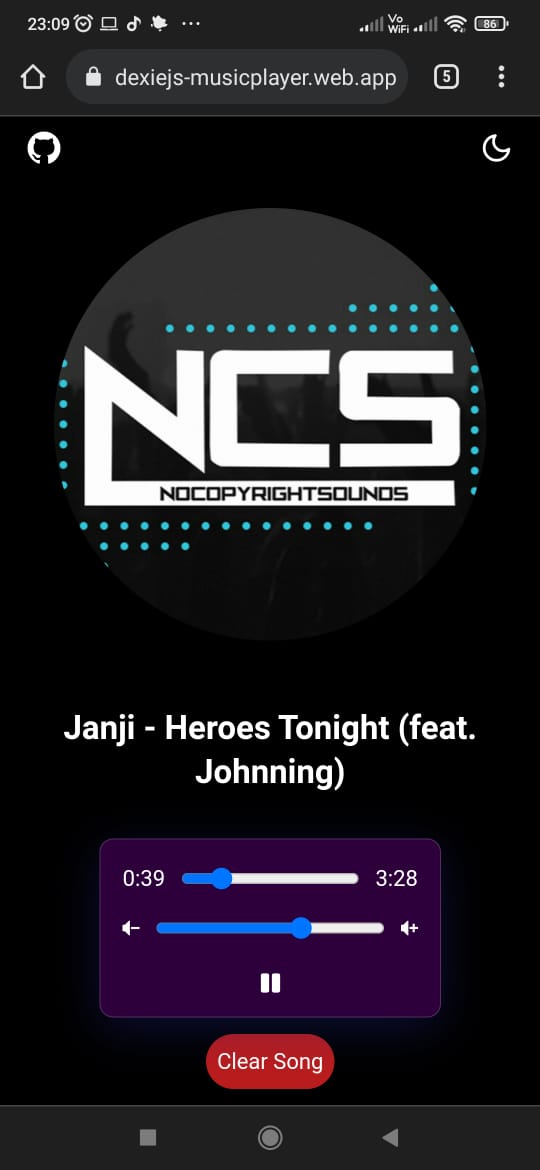 23:09 Vo WiFi 86
dexiejs-musicplayer.web.app 5
NCS
NOCOPYRIGHTSOUNDS
Janji - Heroes Tonight (feat.
Johnning)
0:39 3:28
Clear Song